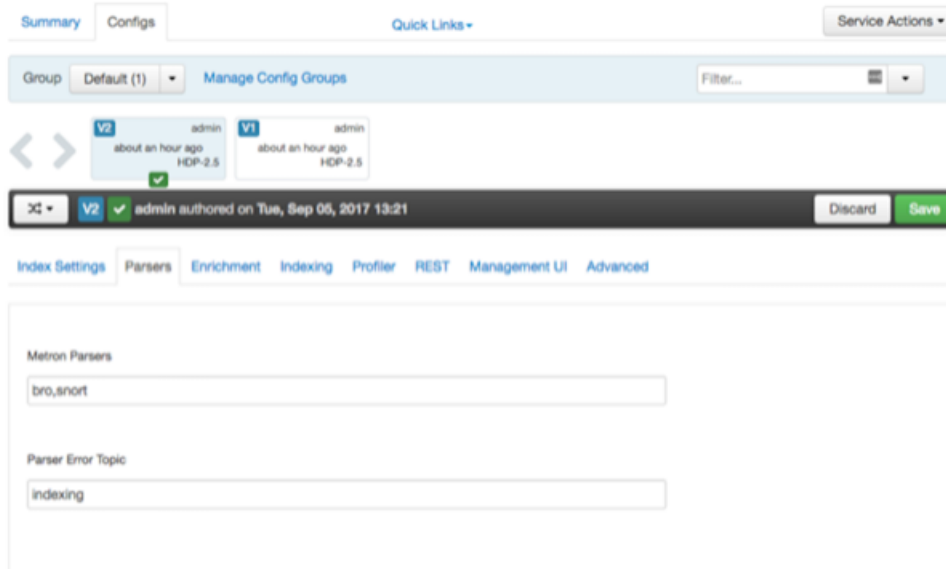 Summary Configs Quick Links Service Actions
Group Default (1) Manage Config Groups Filter...
V2 admin V1 admin
about an hour ago about an hour ago
HDP-2.5 HDP-2.5
V2 admin authored on Tue, Sep 05, 2017 13:21 Discard Save
Index Settings Parsers Enrichment Indexing Profiler REST Management UI Advanced
Metron Parsers
bro,snort
Parser Error Topic
indexing